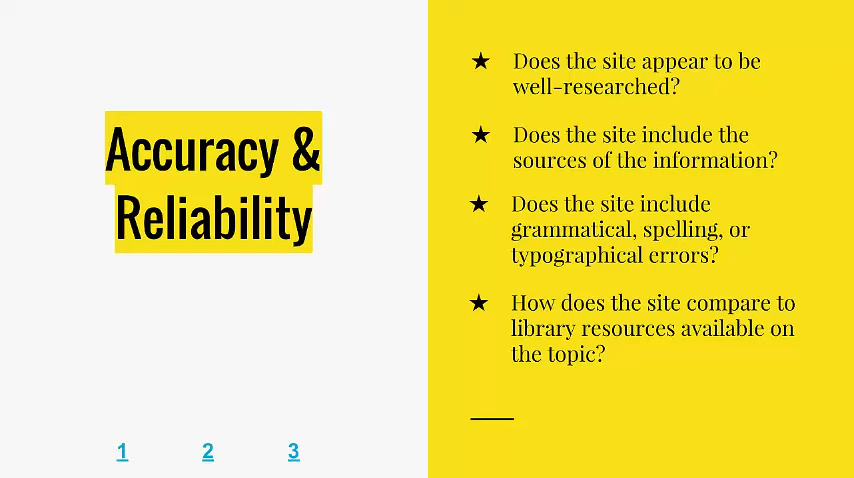 Accuracy &
Reliability
1 2 3
★ Does the site appear to be
well-researched?
★ Does the site include the
sources of the information?
★ Does the site include
grammatical, spelling, or
typographical errors?
★ How does the site compare to
library resources available on
the topic?